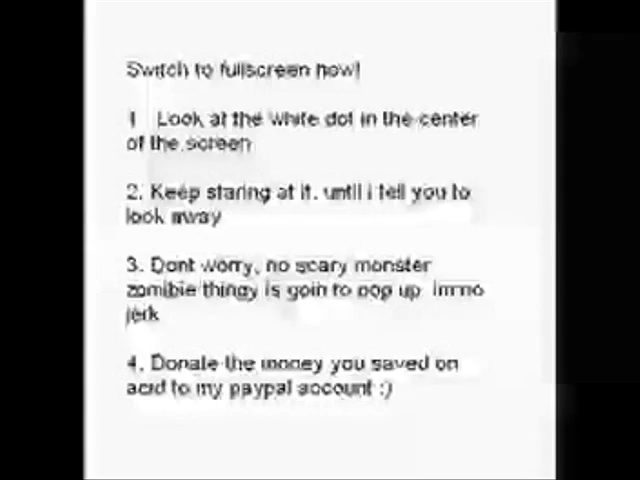 Switch to fullscreen now!
1 Look at the white dot in the center
of the screen
2. Keep staring at it. until i tell you to
look away
3. Dont worry, no scary monster
zombie thingy is goin to pop up im no
jerk
4. Donate the money you saved on
acid to my paypal account :)